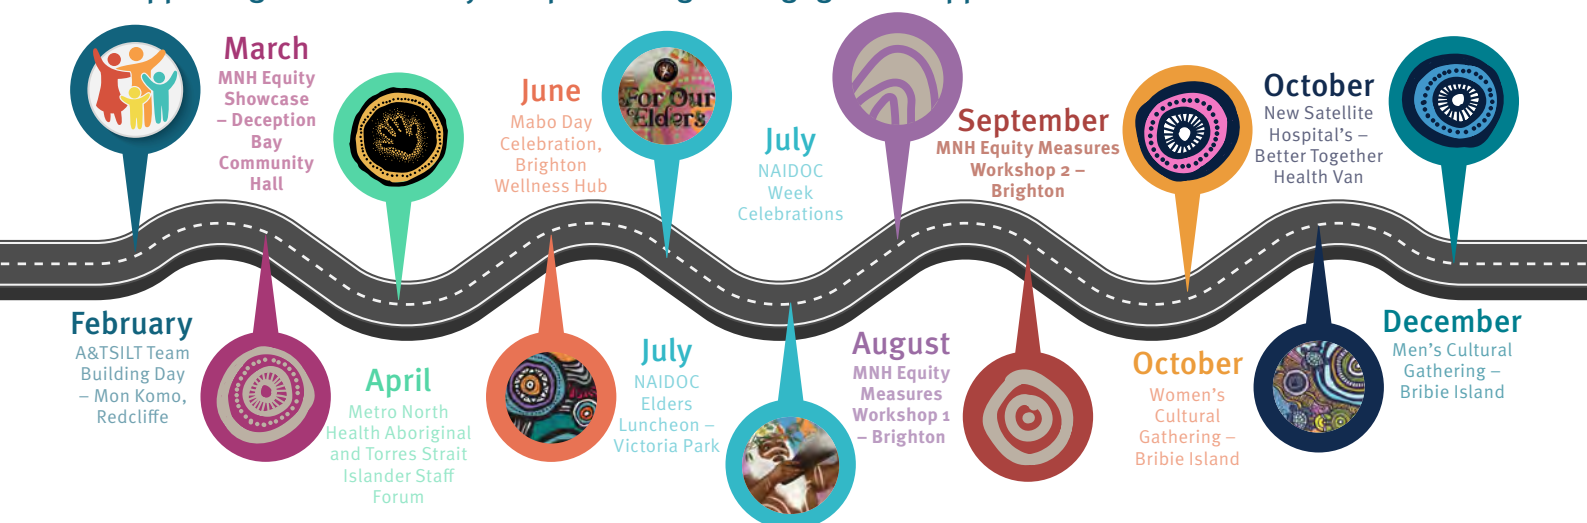 February
A&TSILT Team
Building Day
– Mon Komo,
Redcliffe
March
MNH Equity
Showcase
– Deception
Bay
Community
Hall
April
Metro North
Health Aboriginal
and Torres Strait
Islander Staff
Forum
June
Mabo Day
Celebration,
Brighton
Wellness Hub
For Our
Elders
July
NAIDOC
Elders
Luncheon –
Victoria Park
July
NAIDOC
Week
Celebrations
August
MNH Equity
Measures
Workshop 1
– Brighton
September
MNH Equity Measures
Workshop 2 –
Brighton
October
Women’s
Cultural
Gathering –
Bribie Island
October
New Satellite
Hospital’s –
Better Together
Health Van
December
Men’s Cultural
Gathering –
Bribie Island